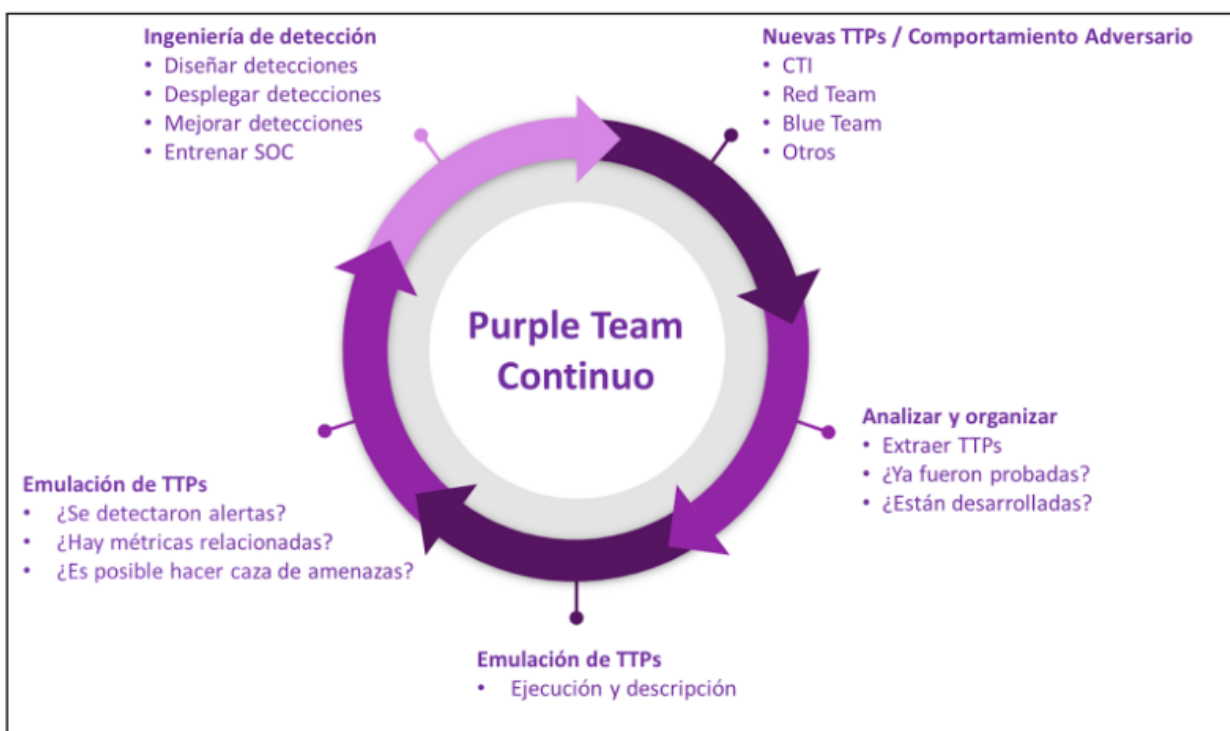 Ingeniería de detección
• Diseñar detecciones
• Desplegar detecciones
• Mejorar detecciones
• Entrenar SOC
Nuevas TTPs / Comportamiento Adversario
• CTI
• Red Team
• Blue Team
• Otros
Purple Team
Continuo
Analizar y organizar
• Extraer TTPs
• ¿Ya fueron probadas?
• ¿Están desarrolladas?
Emulación de TTPs
• ¿Se detectaron alertas?
• ¿Hay métricas relacionadas?
• ¿Es posible hacer caza de amenazas?
Emulación de TTPs
• Ejecución y descripción